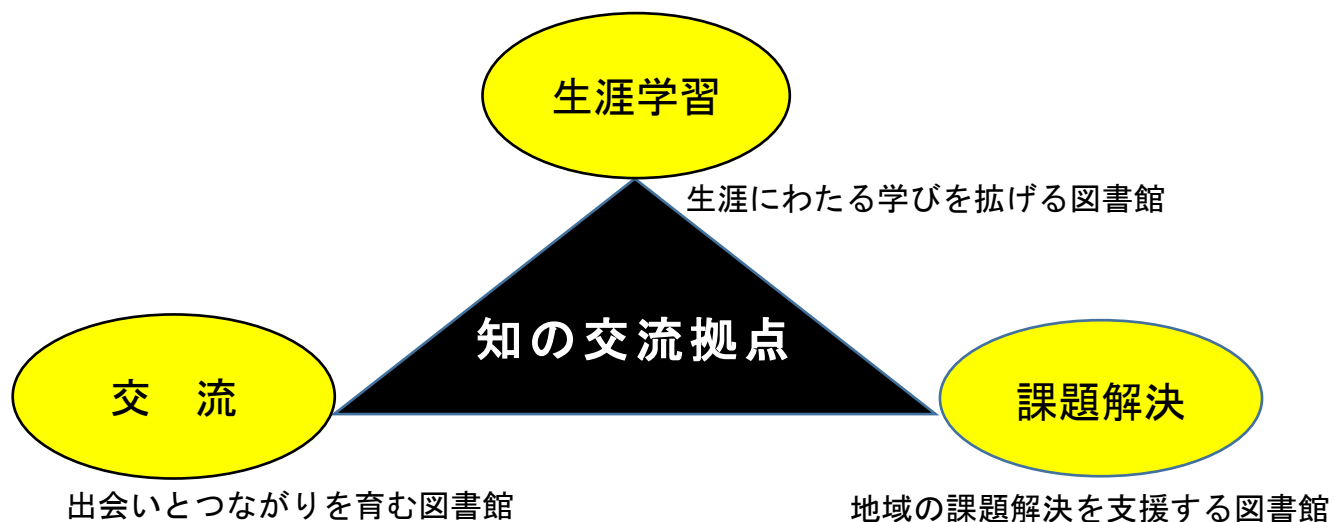 生涯学習
生涯にわたる学びを拡げる図書館
知の交流拠点
交　流
課題解決
出会いとつながりを育む図書館
地域の課題解決を支援する図書館